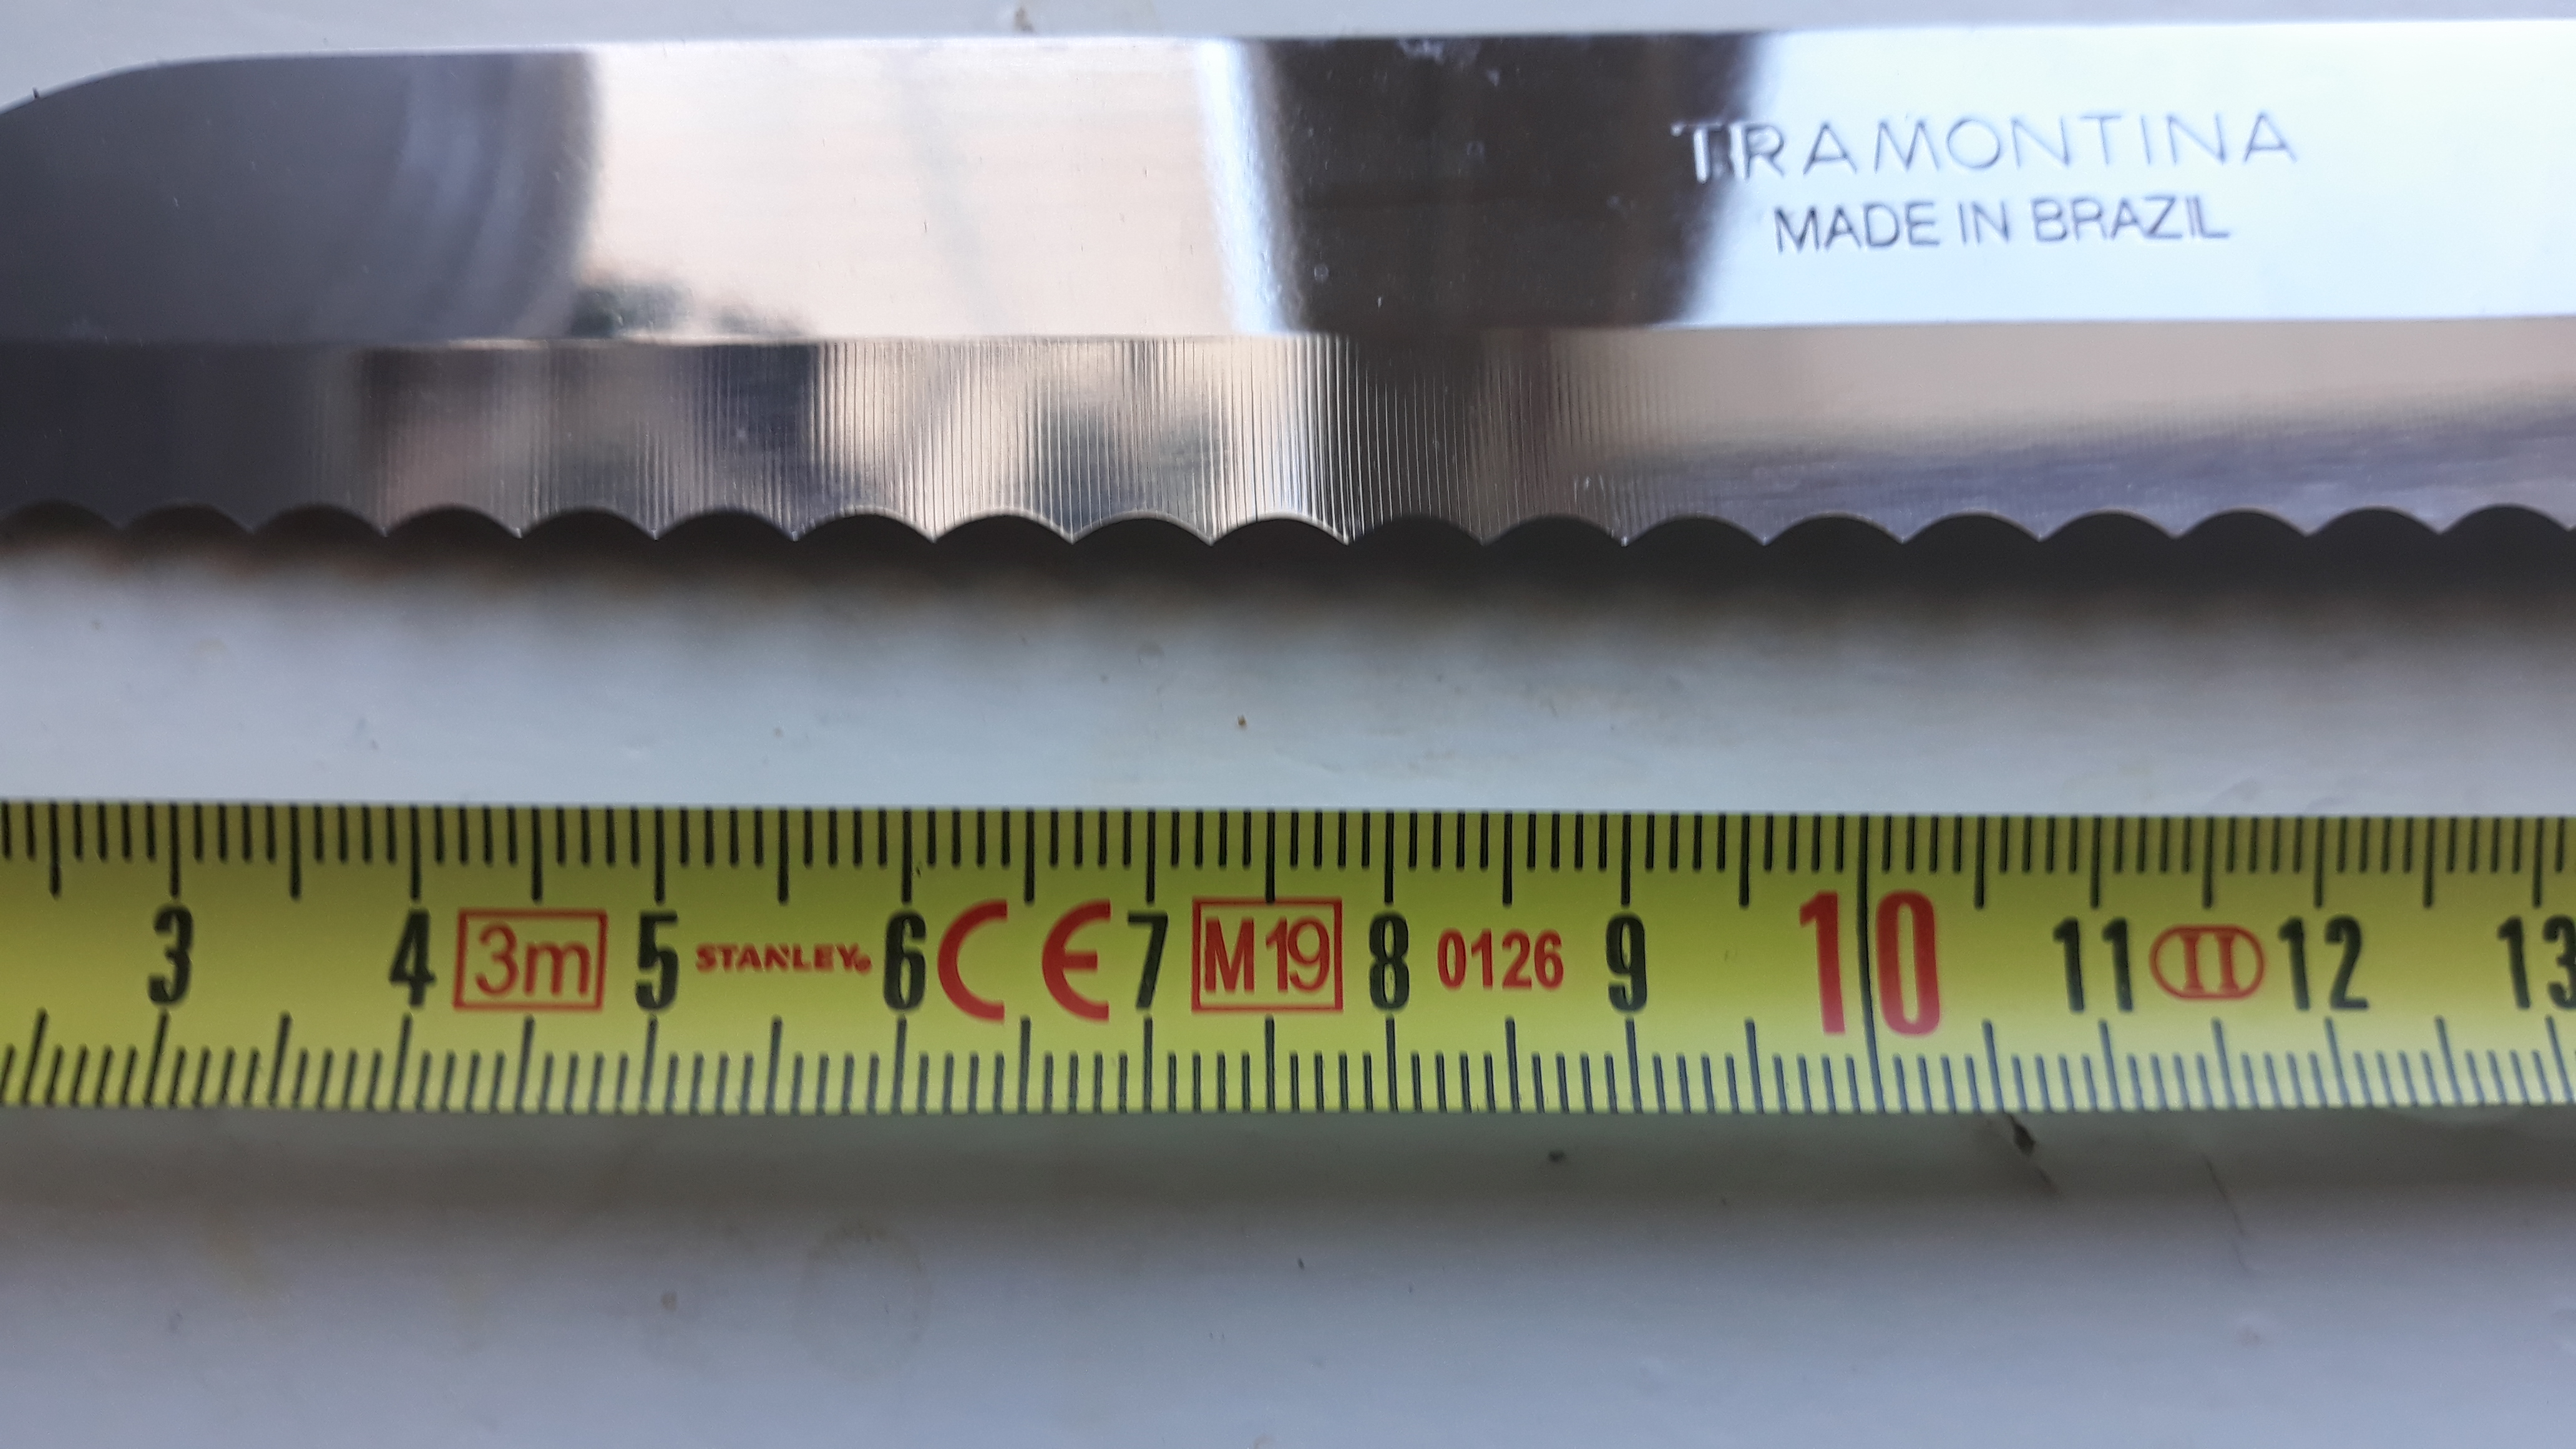 TRAMONTINA
MADE IN BRAZIL
3 4 3m 5 STANLEY® 6 CE 7 M19 8 0126 9 10 11 II 12 13